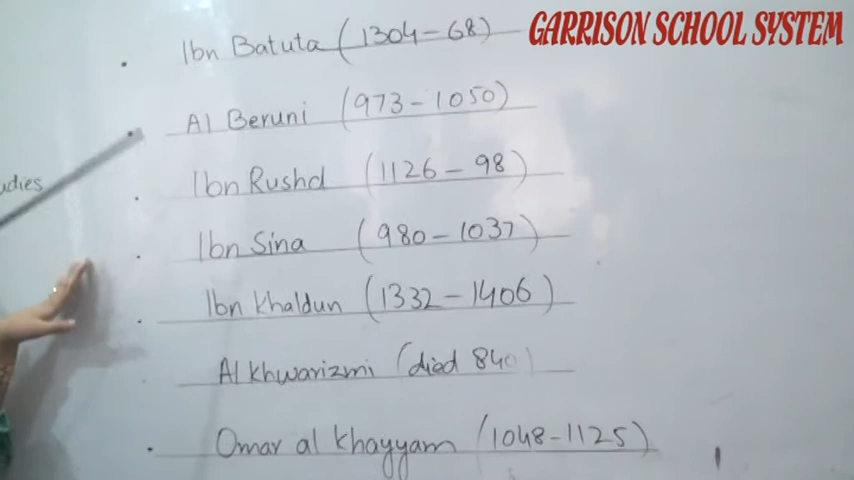 GARRISON SCHOOL SYSTEM
Ibn Batuta (1304-68)
Al Beruni (973-1050)
udies
Ibn Rushd (1126-98)
Ibn Sina (980-1037)
Ibn Khaldun (1332-1406)
Al khwarizmi (died 840)
Omar al Khayyam (1048-1125)